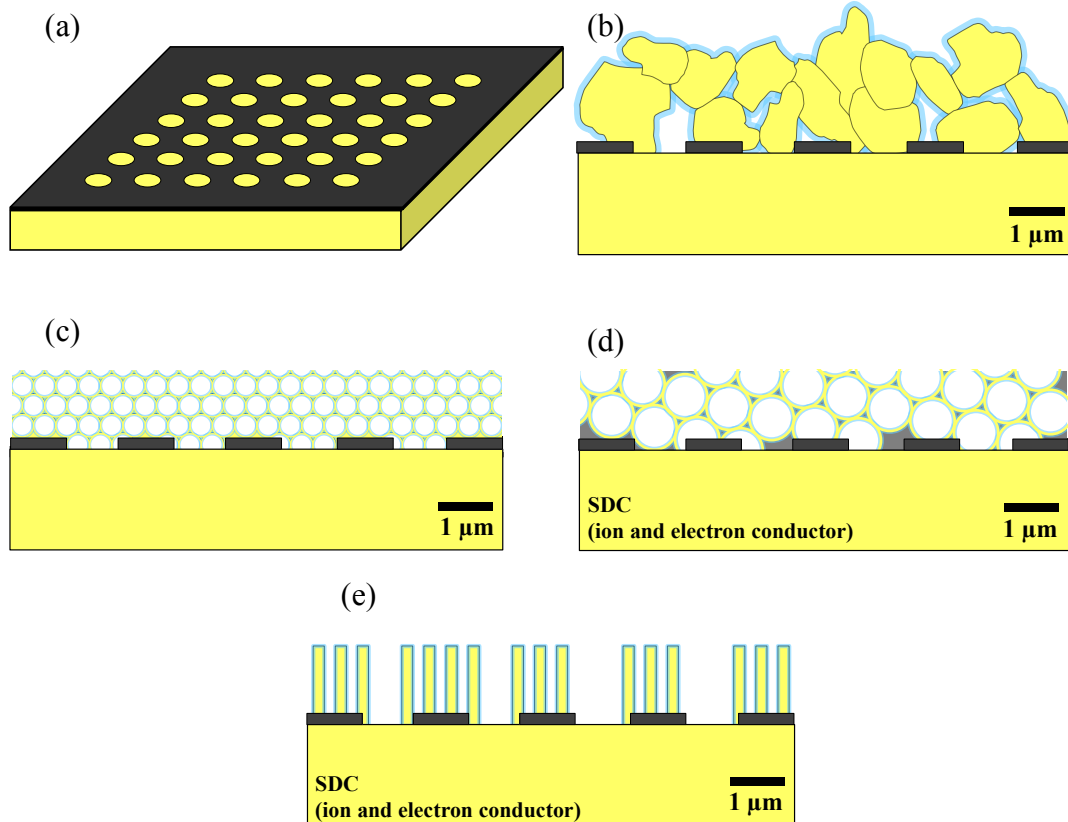 (a)
(b)
1 µm
(c)
1 µm
(d)
SDC
(ion and electron conductor)
1 µm
(e)
SDC
(ion and electron conductor)
1 µm